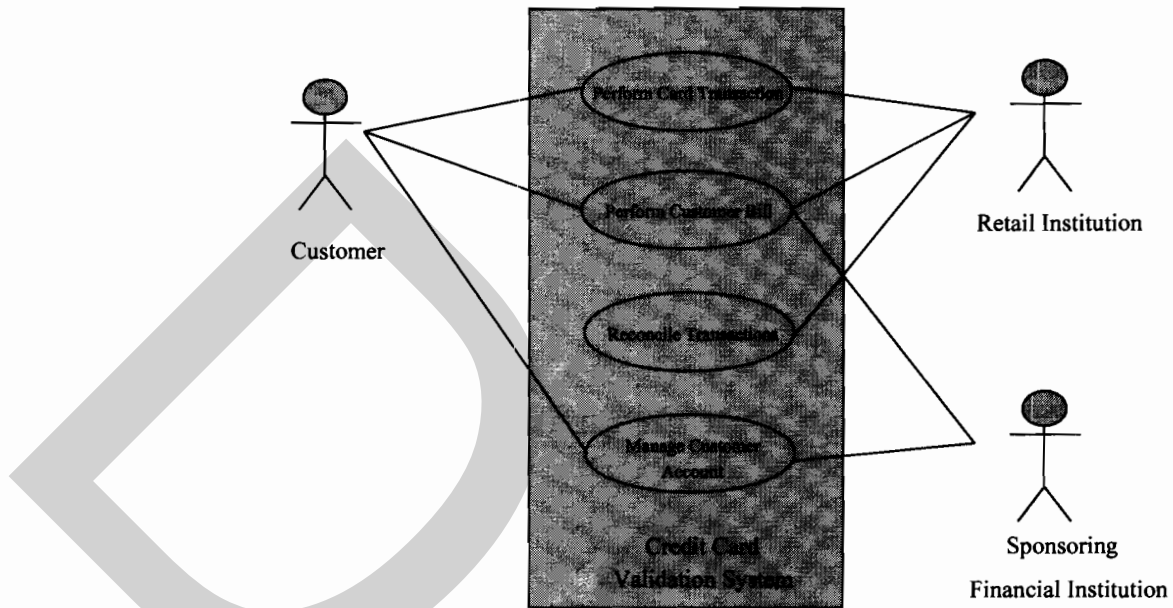 Perform Card Transaction
Perform Customer Bill
Customer
Retail Institution
Reconcile Transactions
Manage Customer
Account
Credit Card
Validation System
Sponsoring
Financial Institution